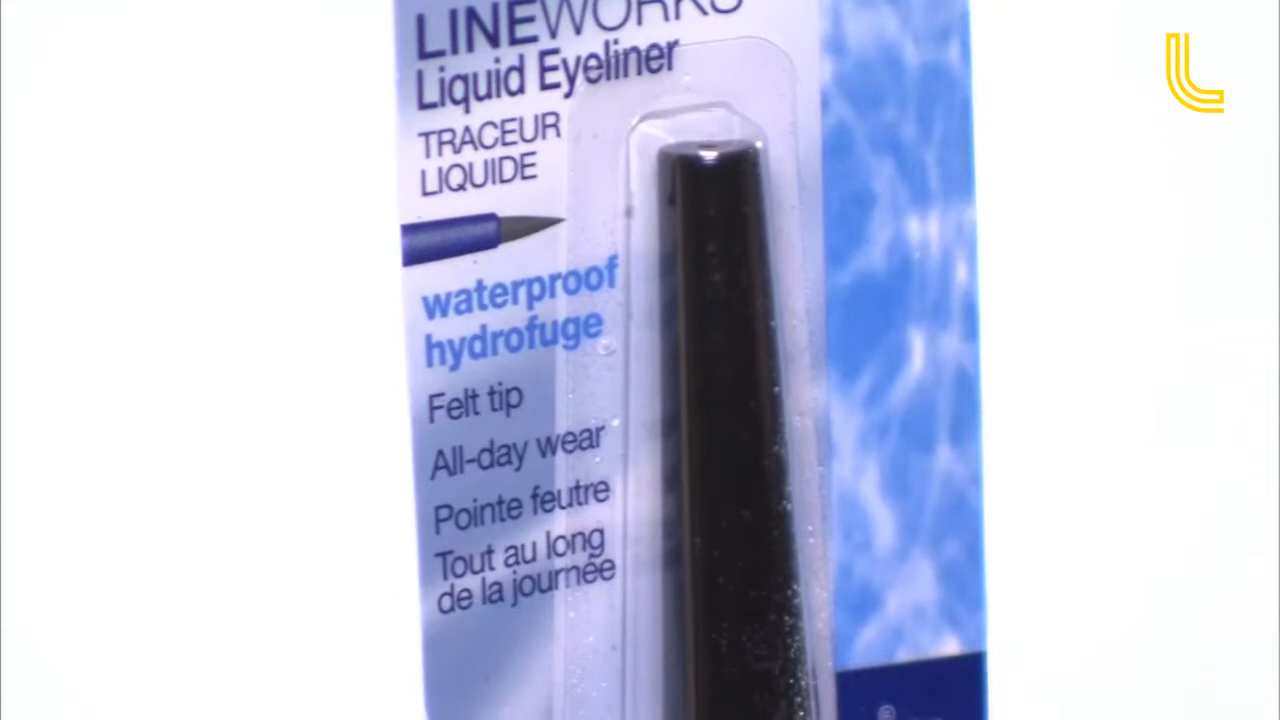 LINEWORKS
Liquid Eyeliner
TRACEUR
LIQUIDE
waterproof
hydrofuge
Felt tip
All-day wear
Pointe feutre
Tout au long
de la journée
L
®